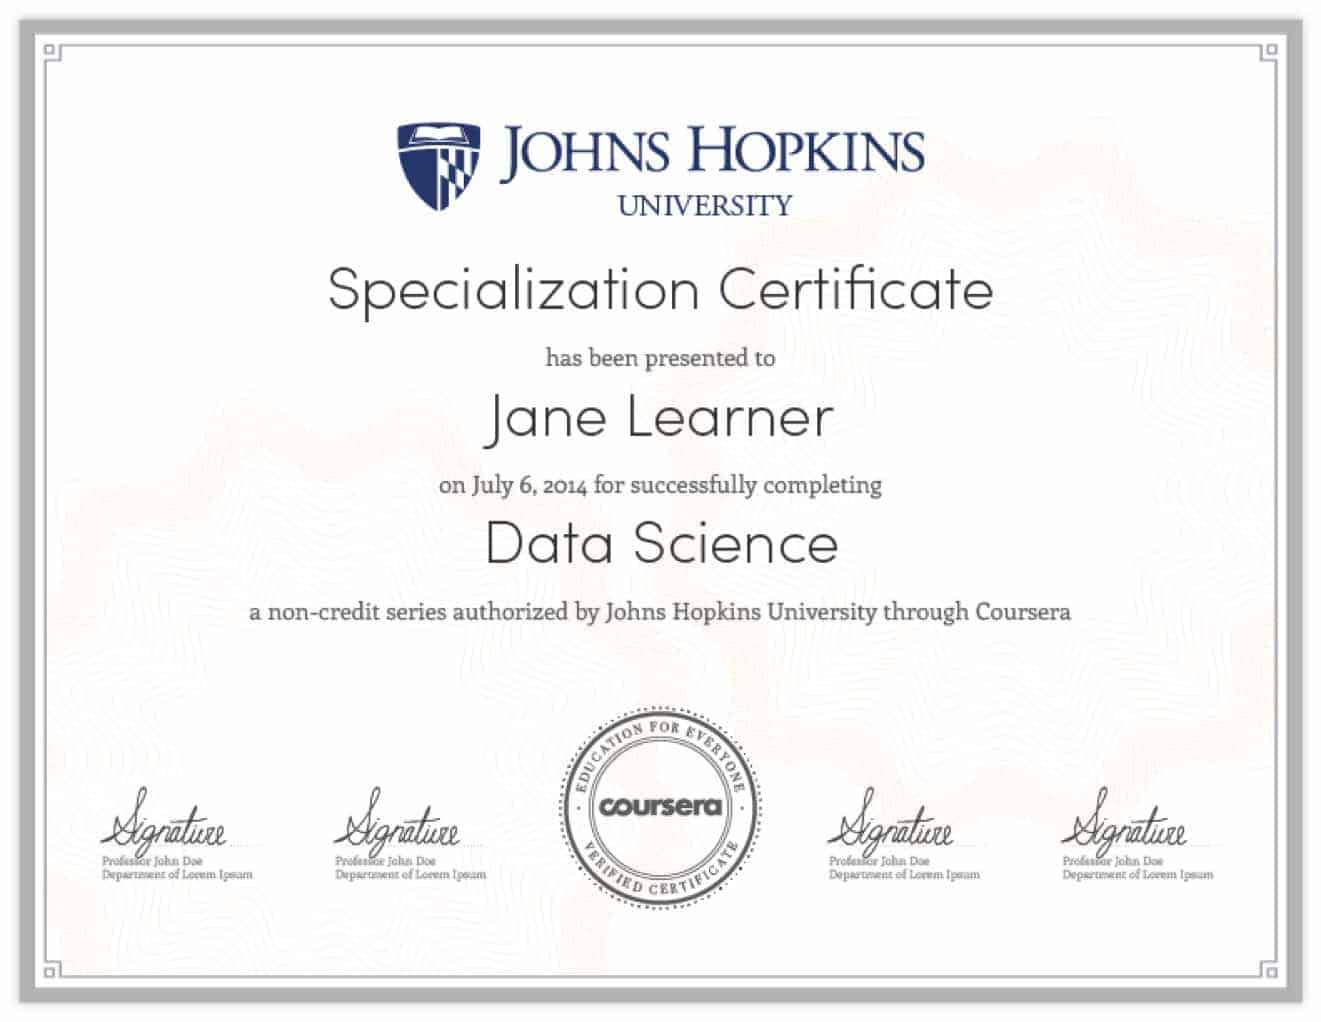 JOHNS HOPKINS
UNIVERSITY
Specialization Certificate
has been presented to
Jane Learner
on July 6, 2014 for successfully completing
Data Science
a non-credit series authorized by Johns Hopkins University through Coursera
Signature
Professor John Doe
Department of Lorem Ipsum
Signature
Professor John Doe
Department of Lorem Ipsum
EDUCATION FOR EVERYONE
coursera
VERIFIED CERTIFICATE
Signature
Professor John Doe
Department of Lorem Ipsum
Signature
Professor John Doe
Department of Lorem Ipsum